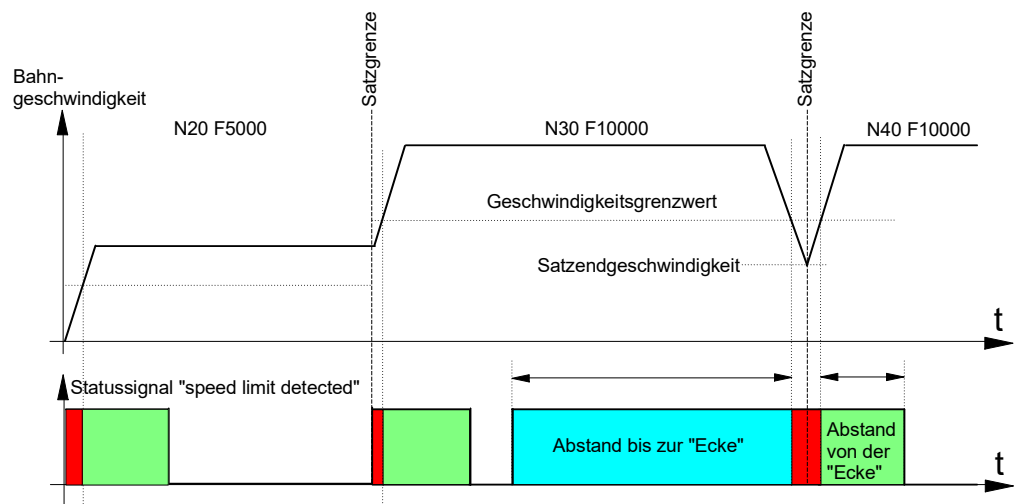 Satzgrenze
Satzgrenze
Bahn-
geschwindigkeit
N20 F5000
N30 F10000
N40 F10000
Geschwindigkeitsgrenzwert
Satzendgeschwindigkeit
t
Statussignal "speed limit detected"
Abstand bis zur "Ecke"
Abstand
von der
"Ecke"
t